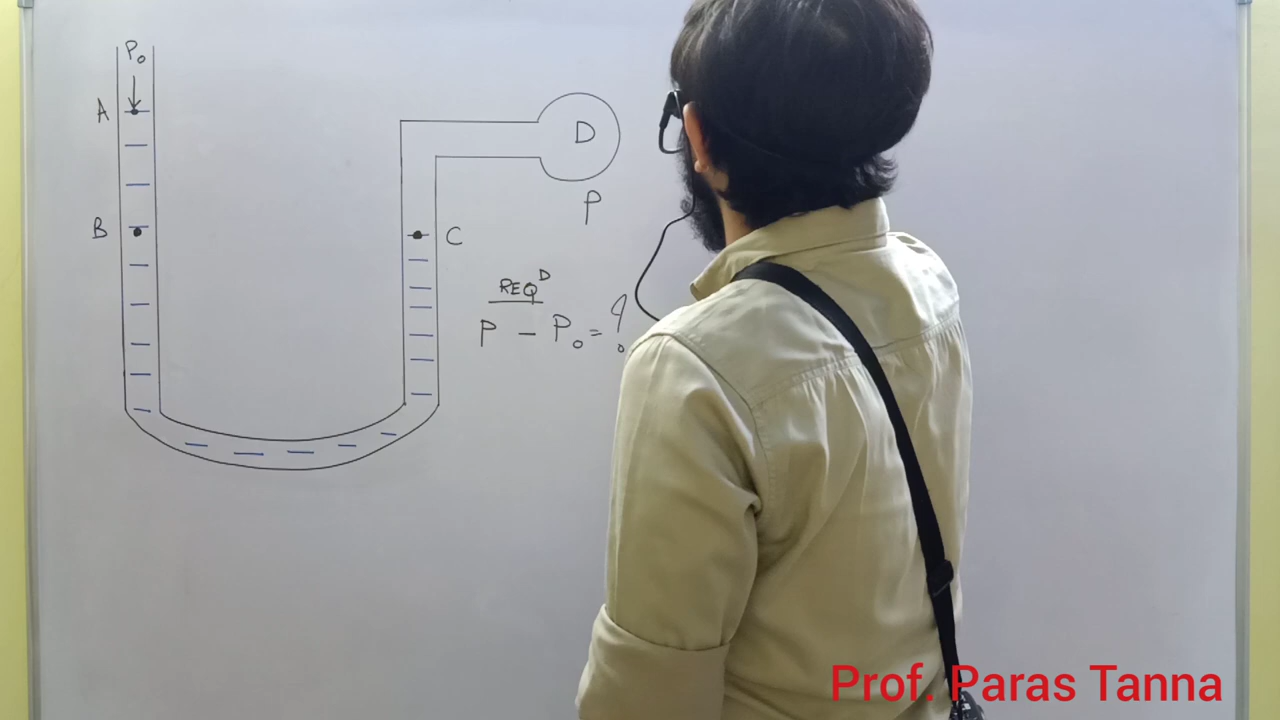 P₀
A
B
C
D
P
REQᴰ
P - P₀ = ?
Prof. Paras Tanna